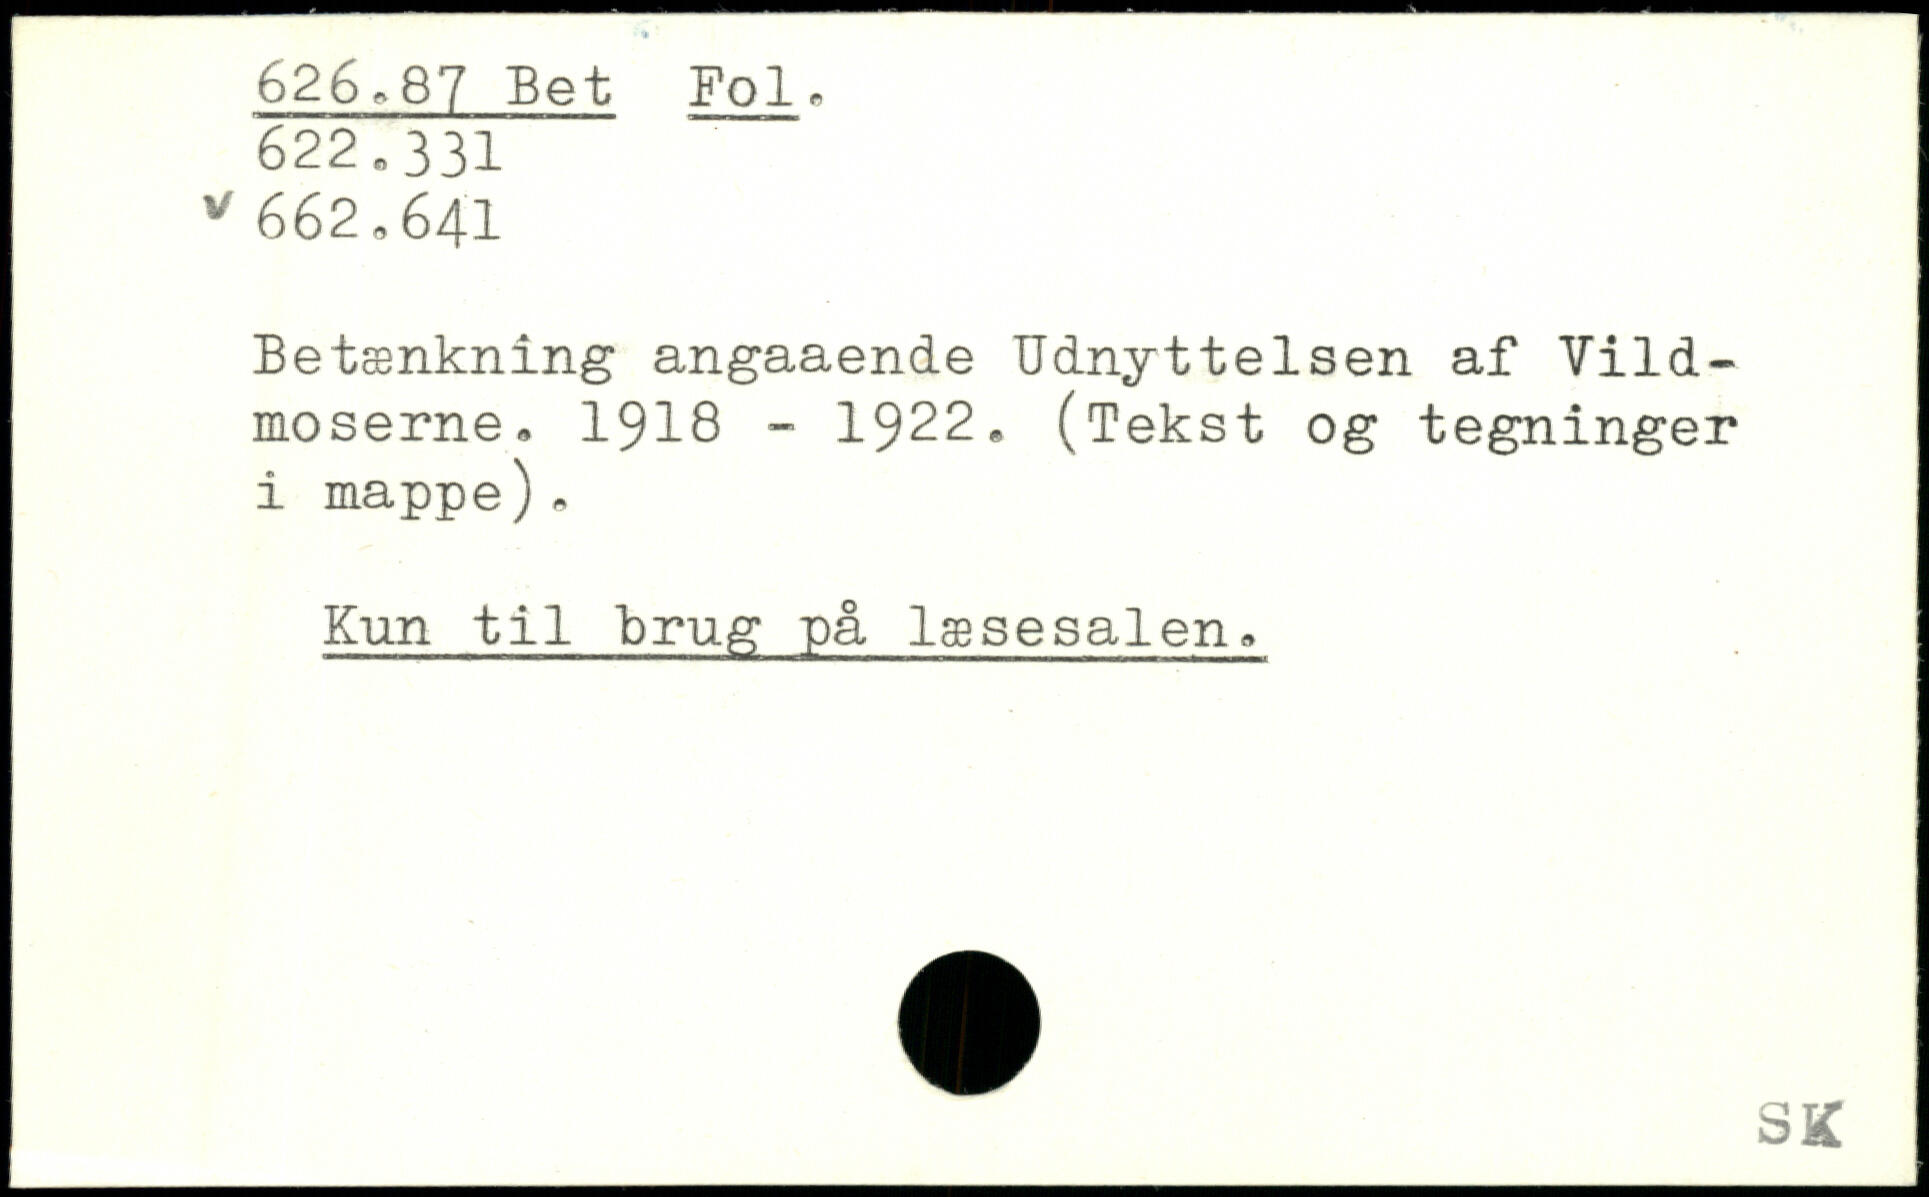 626.87 Bet Fol.
622.331
v 662.641
Betænkning angaaende Udnyttelsen af Vild-
moserne. 1918 - 1922. (Tekst og tegninger
i mappe).
Kun til brug på læsesalen.
SK